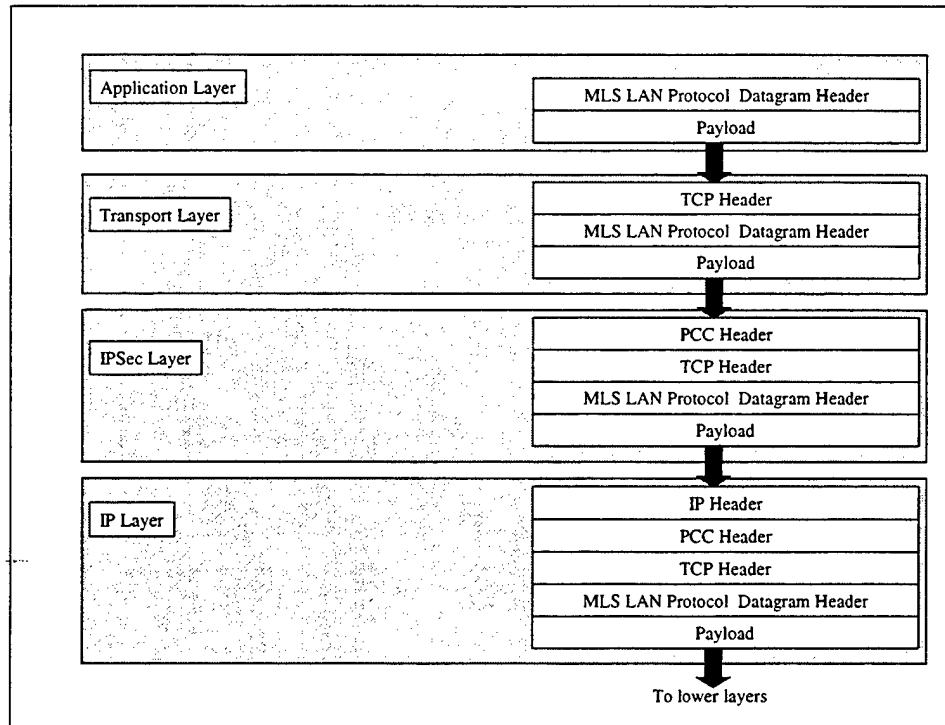 Application Layer
MLS LAN Protocol Datagram Header
Payload
Transport Layer
TCP Header
MLS LAN Protocol Datagram Header
Payload
IPSec Layer
PCC Header
TCP Header
MLS LAN Protocol Datagram Header
Payload
IP Layer
IP Header
PCC Header
TCP Header
MLS LAN Protocol Datagram Header
Payload
To lower layers